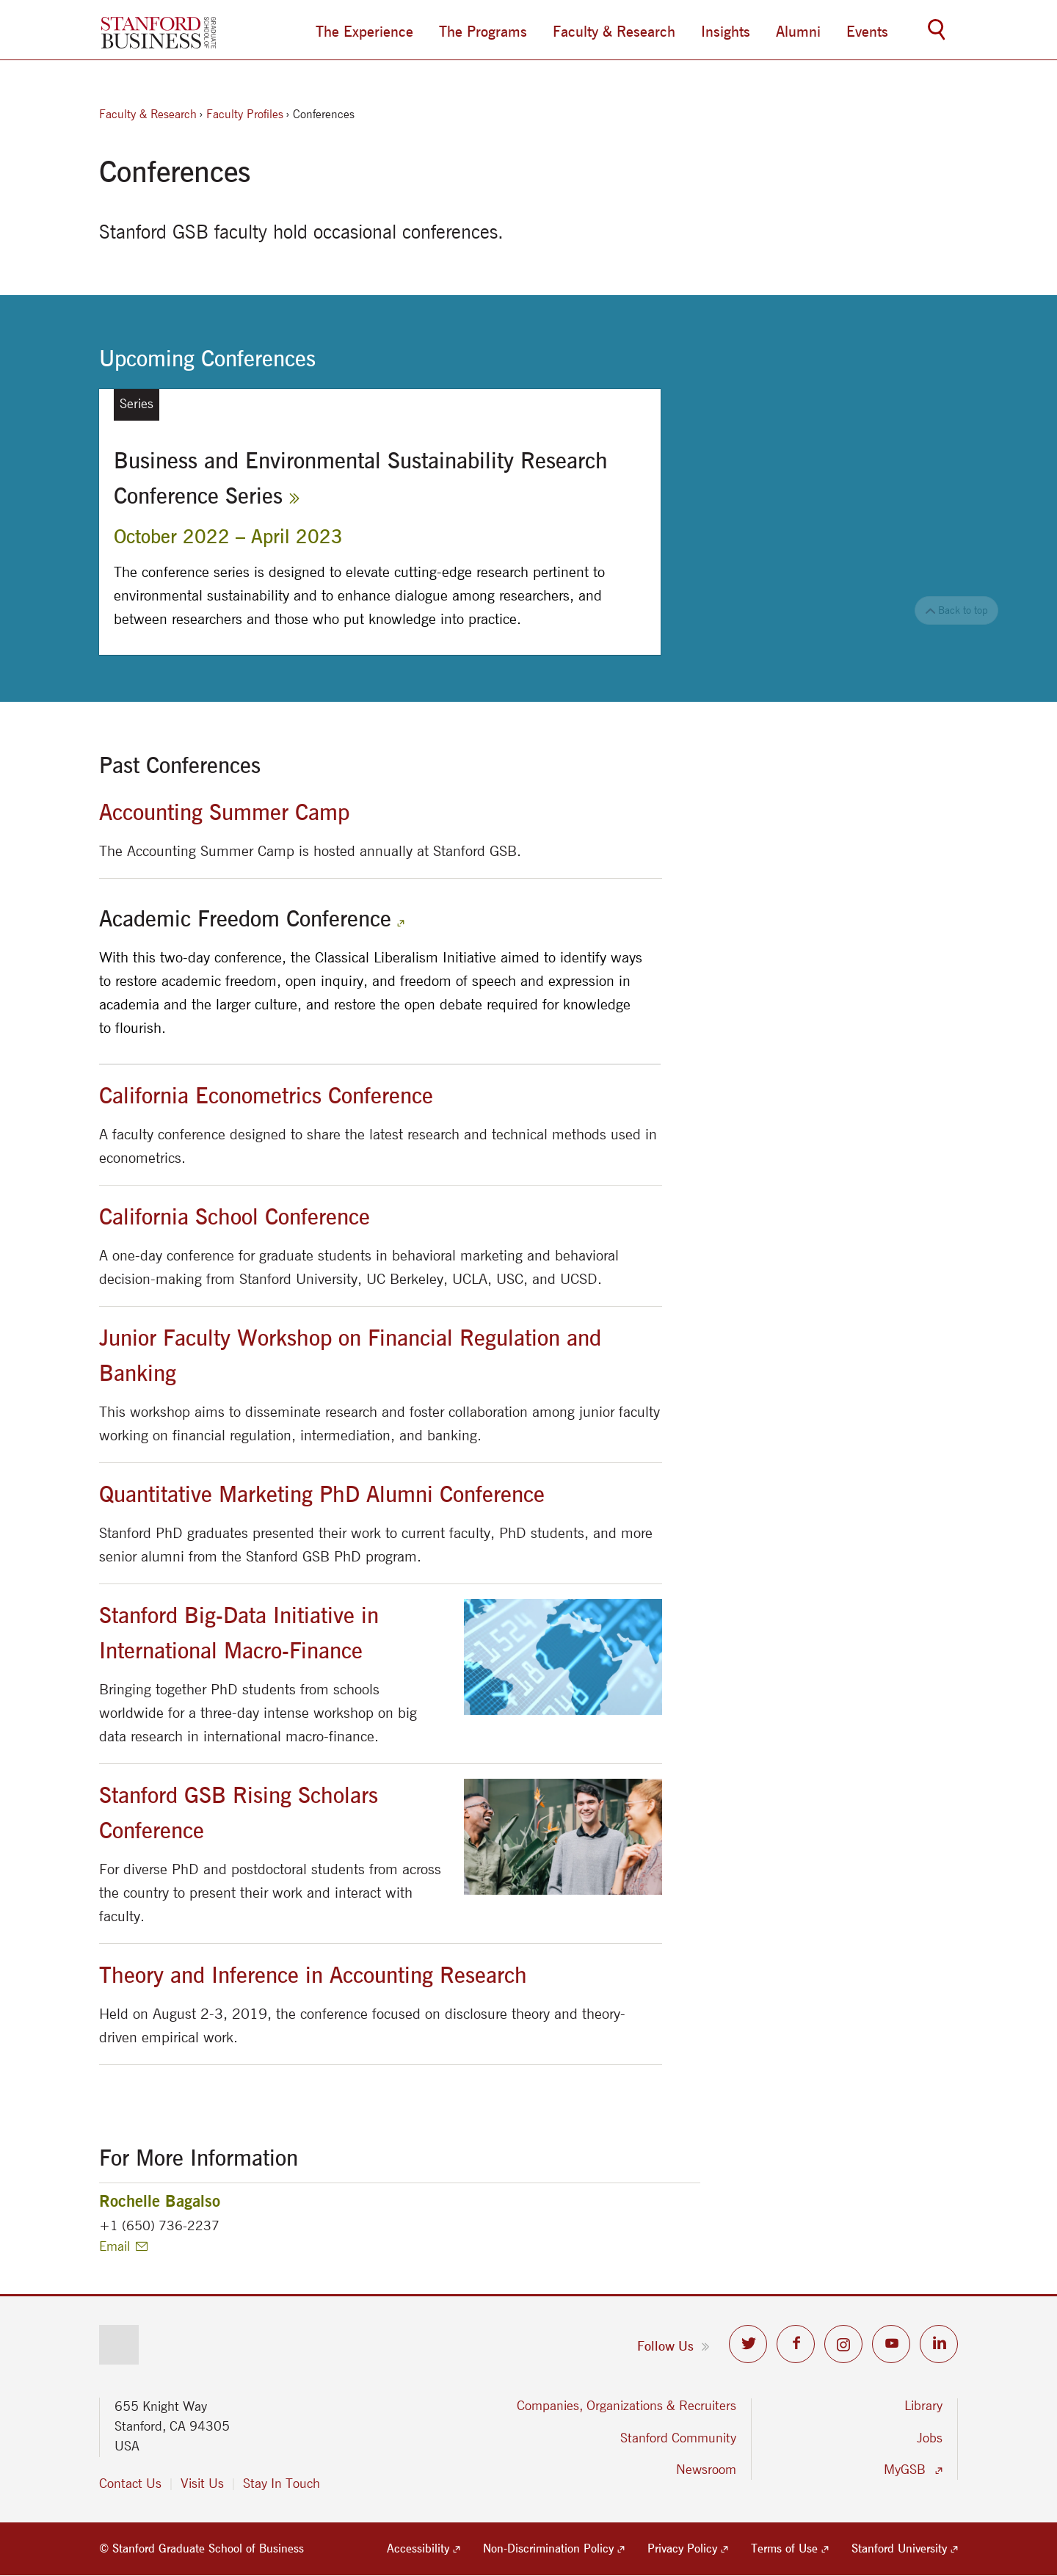 STANFORD
BUSINESS
GRADUATE
SCHOOL OF
The Experience
The Programs
Faculty & Research
Insights
Alumni
Events
Faculty & Research › Faculty Profiles › Conferences
Conferences
Stanford GSB faculty hold occasional conferences.
Upcoming Conferences
Series
Business and Environmental Sustainability Research
Conference Series »
October 2022 – April 2023
The conference series is designed to elevate cutting-edge research pertinent to
environmental sustainability and to enhance dialogue among researchers, and
between researchers and those who put knowledge into practice.
Back to top
Past Conferences
Accounting Summer Camp
The Accounting Summer Camp is hosted annually at Stanford GSB.
Academic Freedom Conference
With this two-day conference, the Classical Liberalism Initiative aimed to identify ways
to restore academic freedom, open inquiry, and freedom of speech and expression in
academia and the larger culture, and restore the open debate required for knowledge
to flourish.
California Econometrics Conference
A faculty conference designed to share the latest research and technical methods used in
econometrics.
California School Conference
A one-day conference for graduate students in behavioral marketing and behavioral
decision-making from Stanford University, UC Berkeley, UCLA, USC, and UCSD.
Junior Faculty Workshop on Financial Regulation and
Banking
This workshop aims to disseminate research and foster collaboration among junior faculty
working on financial regulation, intermediation, and banking.
Quantitative Marketing PhD Alumni Conference
Stanford PhD graduates presented their work to current faculty, PhD students, and more
senior alumni from the Stanford GSB PhD program.
Stanford Big-Data Initiative in
International Macro-Finance
Bringing together PhD students from schools
worldwide for a three-day intense workshop on big
data research in international macro-finance.
Stanford GSB Rising Scholars
Conference
For diverse PhD and postdoctoral students from across
the country to present their work and interact with
faculty.
Theory and Inference in Accounting Research
Held on August 2-3, 2019, the conference focused on disclosure theory and theory-
driven empirical work.
For More Information
Rochelle Bagalso
+1 (650) 736-2237
Email
Follow Us »
655 Knight Way
Stanford, CA 94305
USA
Contact Us
Visit Us
Stay In Touch
Companies, Organizations & Recruiters
Stanford Community
Newsroom
Library
Jobs
MyGSB
© Stanford Graduate School of Business
Accessibility
Non-Discrimination Policy
Privacy Policy
Terms of Use
Stanford University